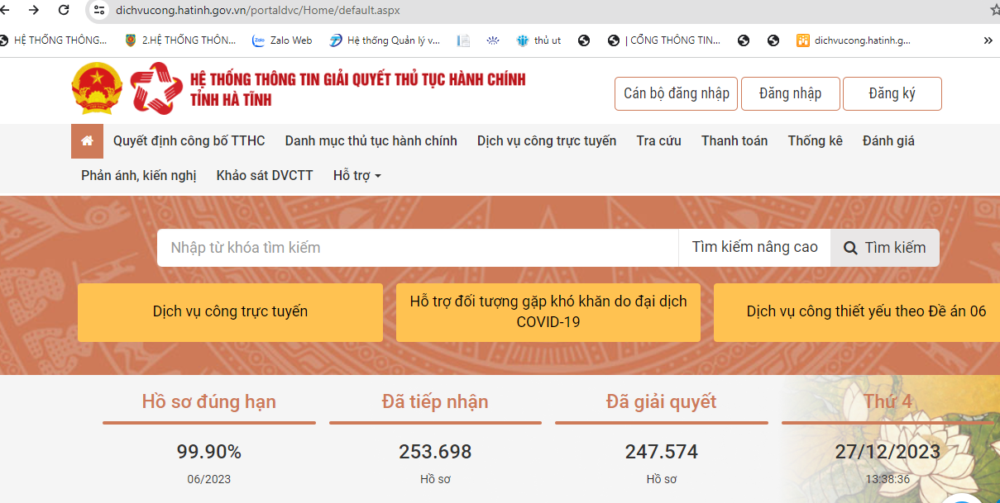 dichvucong.hatinh.gov.vn/portaldvc/Home/default.aspx
HỆ THỐNG THÔNG... 2.HỆ THỐNG THÔN... Zalo Zalo Web Hệ thống Quản lý v... thủ ut | CỔNG THÔNG TIN... dichvucong.hatinh.g... »
HỆ THỐNG THÔNG TIN GIẢI QUYẾT THỦ TỤC HÀNH CHÍNH
TỈNH HÀ TĨNH
Cán bộ đăng nhập Đăng nhập Đăng ký
Quyết định công bố TTHC Danh mục thủ tục hành chính Dịch vụ công trực tuyến Tra cứu Thanh toán Thống kê Đánh giá
Phản ánh, kiến nghị Khảo sát DVCTT Hỗ trợ
Nhập từ khóa tìm kiếm Tìm kiếm nâng cao Tìm kiếm
Dịch vụ công trực tuyến
Hỗ trợ đối tượng gặp khó khăn do đại dịch
COVID-19
Dịch vụ công thiết yếu theo Đề án 06
Hồ sơ đúng hạn Đã tiếp nhận Đã giải quyết Thứ 4
99.90% 253.698 247.574 27/12/2023
06/2023 Hồ sơ Hồ sơ 13:38:36